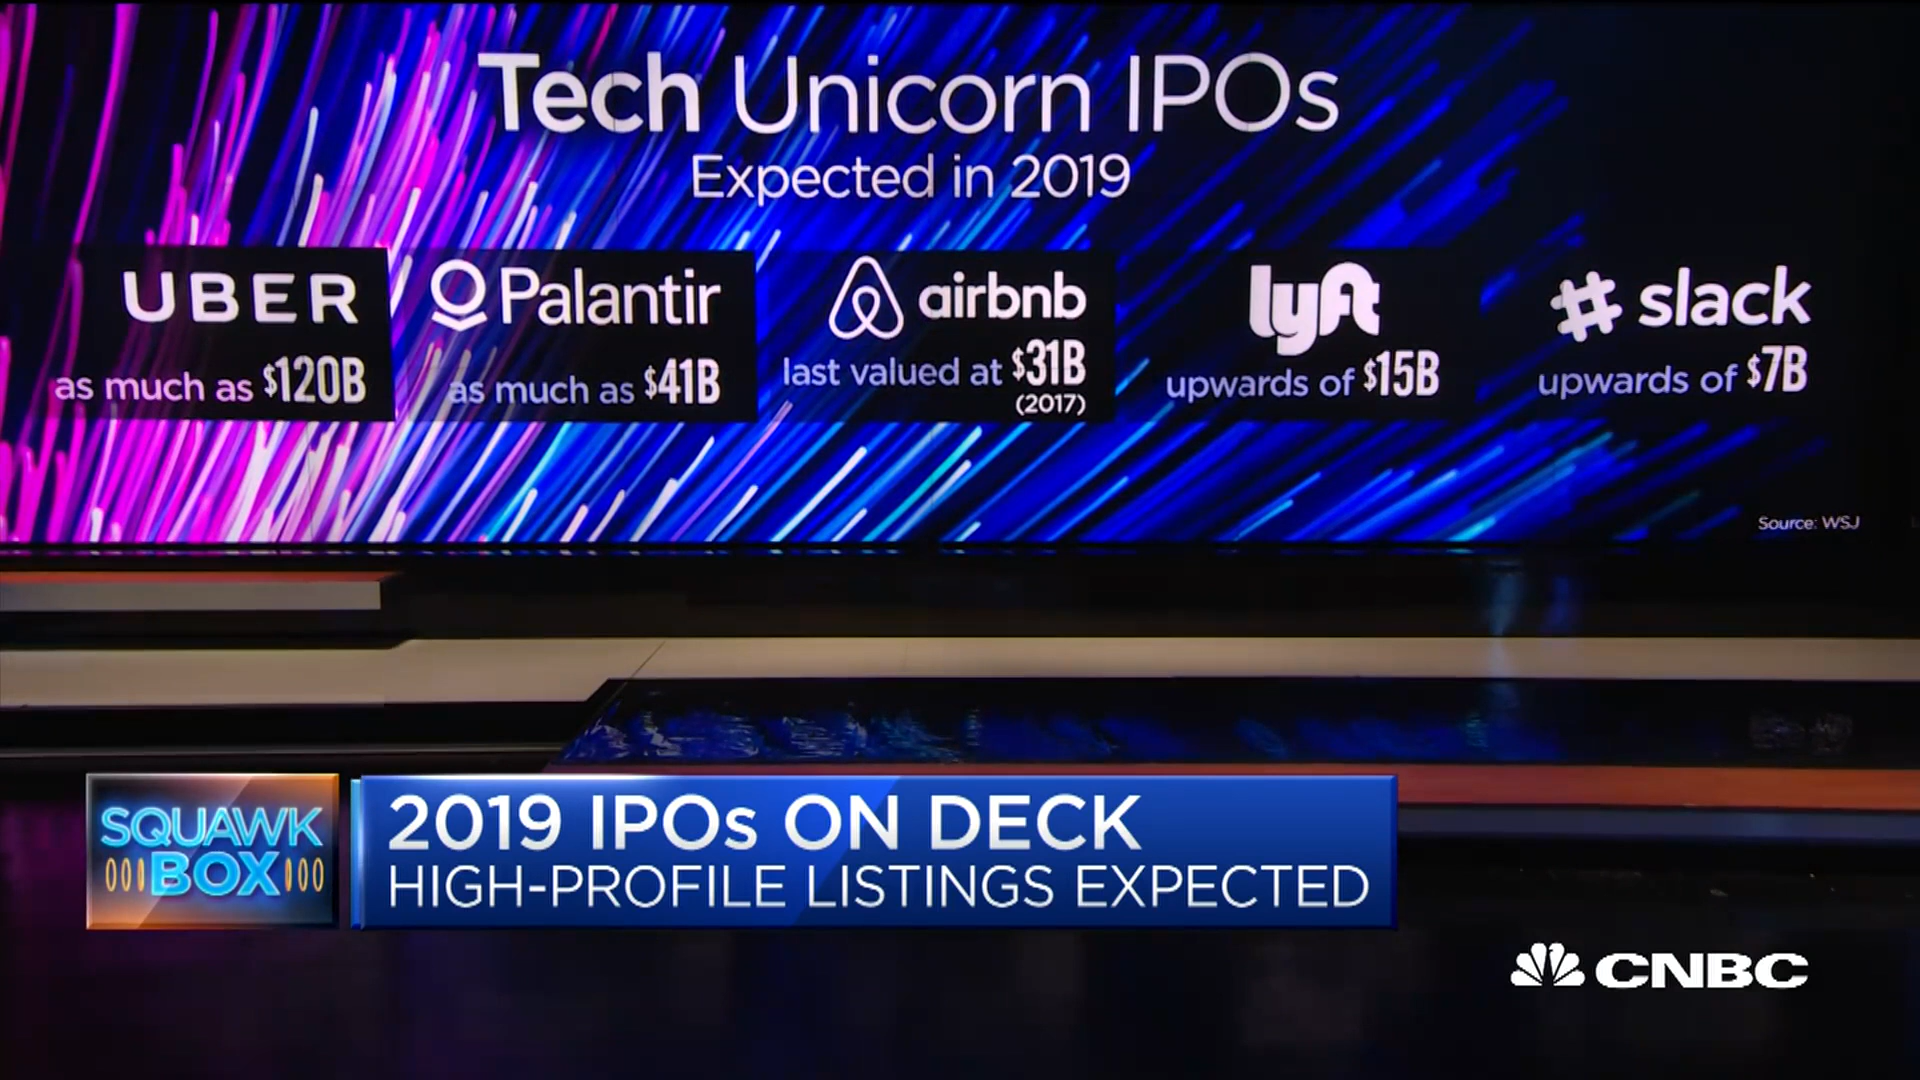 Tech Unicorn IPOs
Expected in 2019
UBER
as much as $120B
Palantir
as much as $41B
airbnb
last valued at $31B
(2017)
lyft
upwards of $15B
slack
upwards of $7B
Source: WSJ
SQUAWK
BOX
2019 IPOs ON DECK
HIGH-PROFILE LISTINGS EXPECTED
CNBC